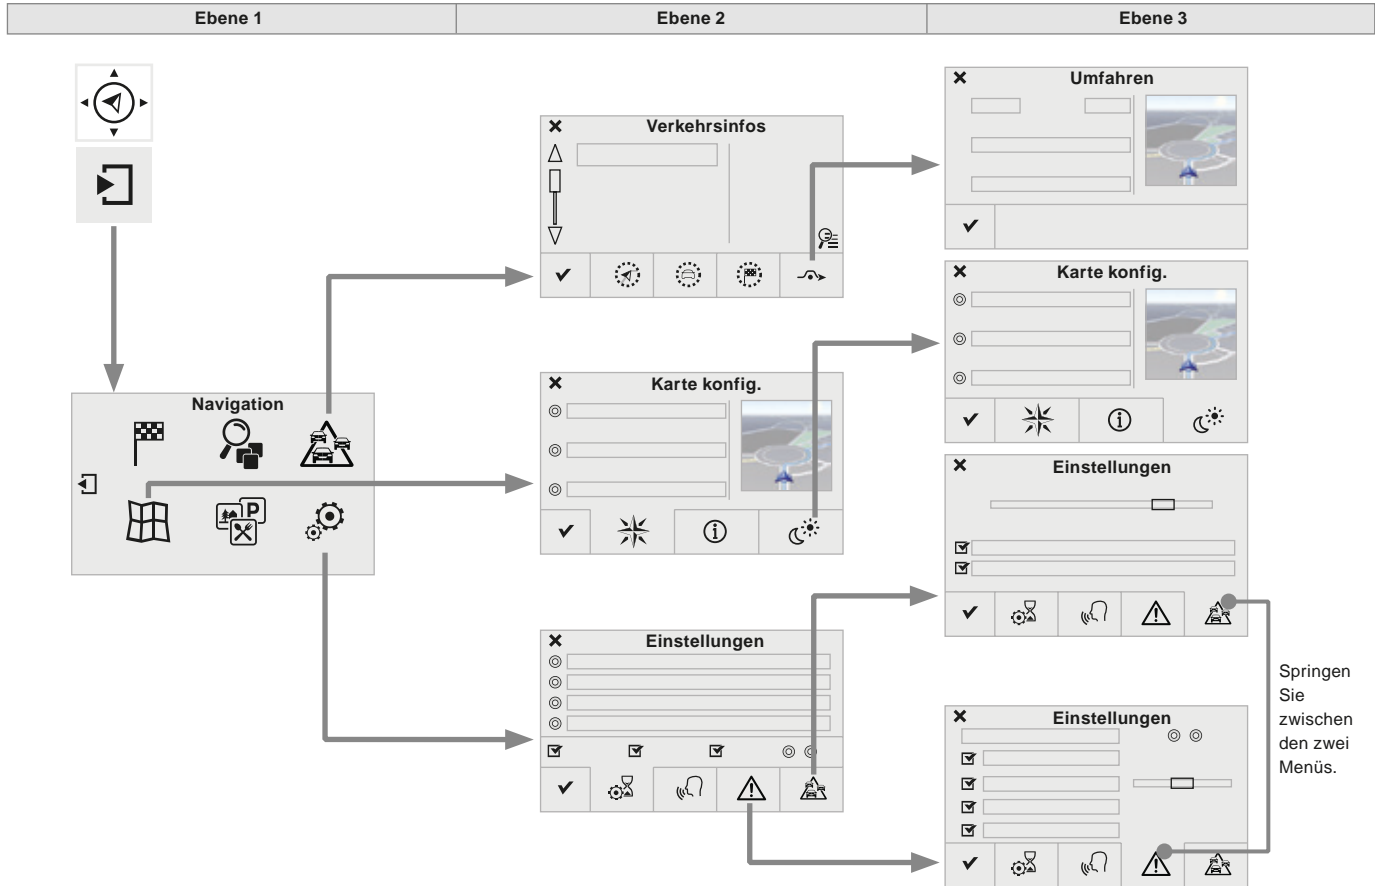 Ebene 1
Ebene 2
Ebene 3
Navigation
P
Verkehrsinfos
Karte konfig.
Einstellungen
Umfahren
Karte konfig.
Einstellungen
Einstellungen
Springen
Sie
zwischen
den zwei
Menüs.